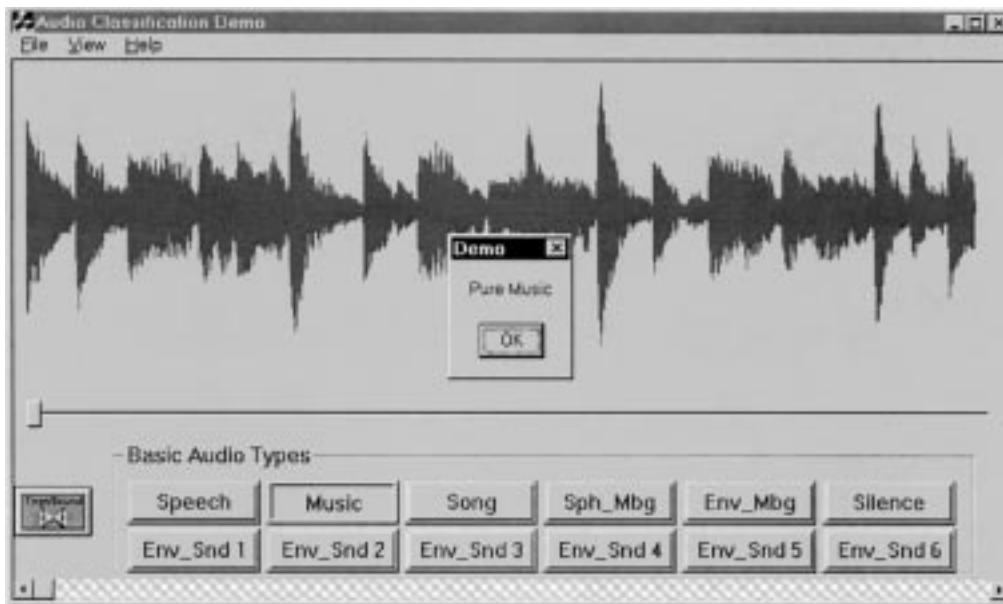 Audio Classification Demo
File View Help
Demo
Pure Music
OK
Basic Audio Types
Speech Music Song Sph_Mbg Env_Mbg Silence
Env_Snd 1 Env_Snd 2 Env_Snd 3 Env_Snd 4 Env_Snd 5 Env_Snd 6